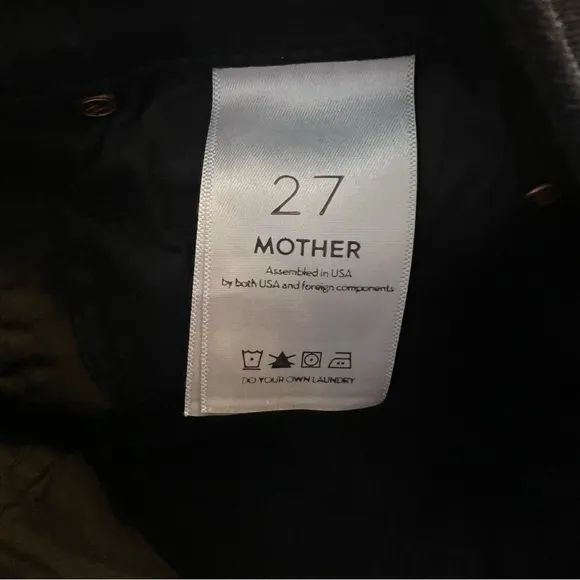 27
MOTHER
Assembled in USA
by both USA and foreign components
DO YOUR OWN LAUNDRY